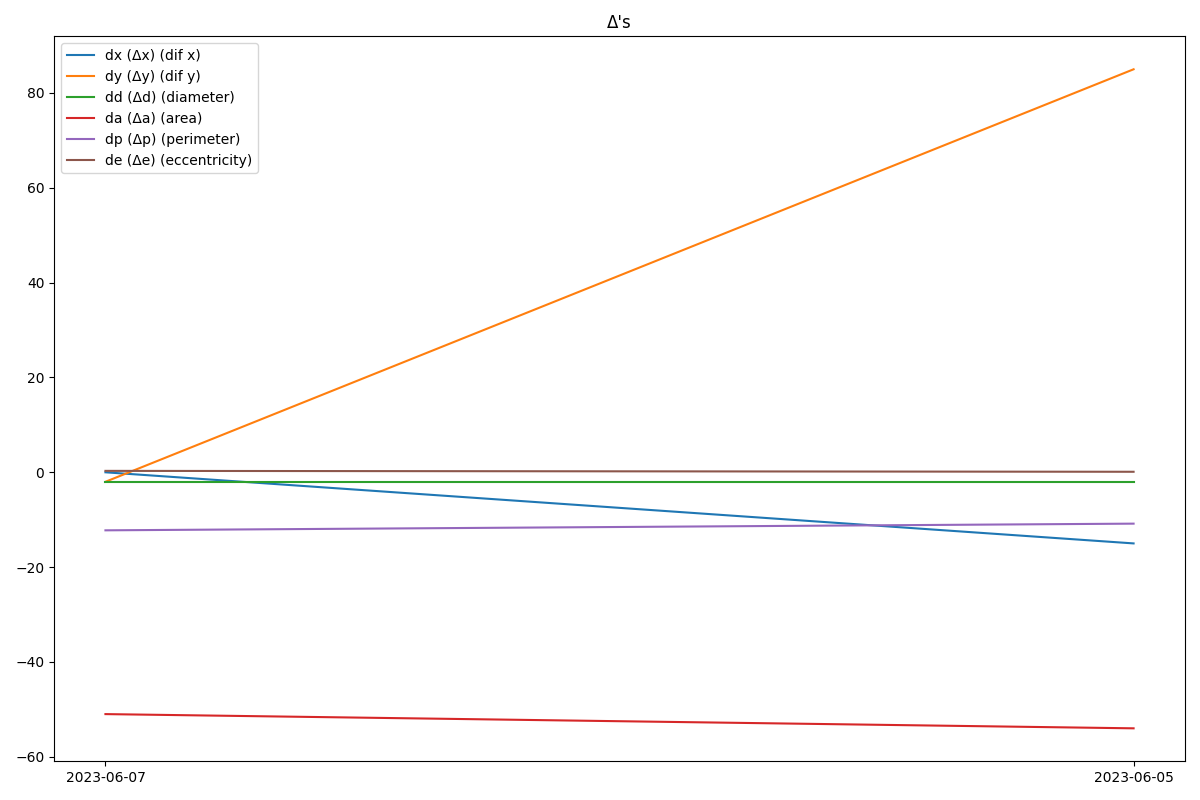 Δ's
dx (Δx) (dif x)
dy (Δy) (dif y)
dd (Δd) (diameter)
da (Δa) (area)
dp (Δp) (perimeter)
de (Δe) (eccentricity)
80
60
40
20
0
−20
−40
−60
2023-06-07 2023-06-05